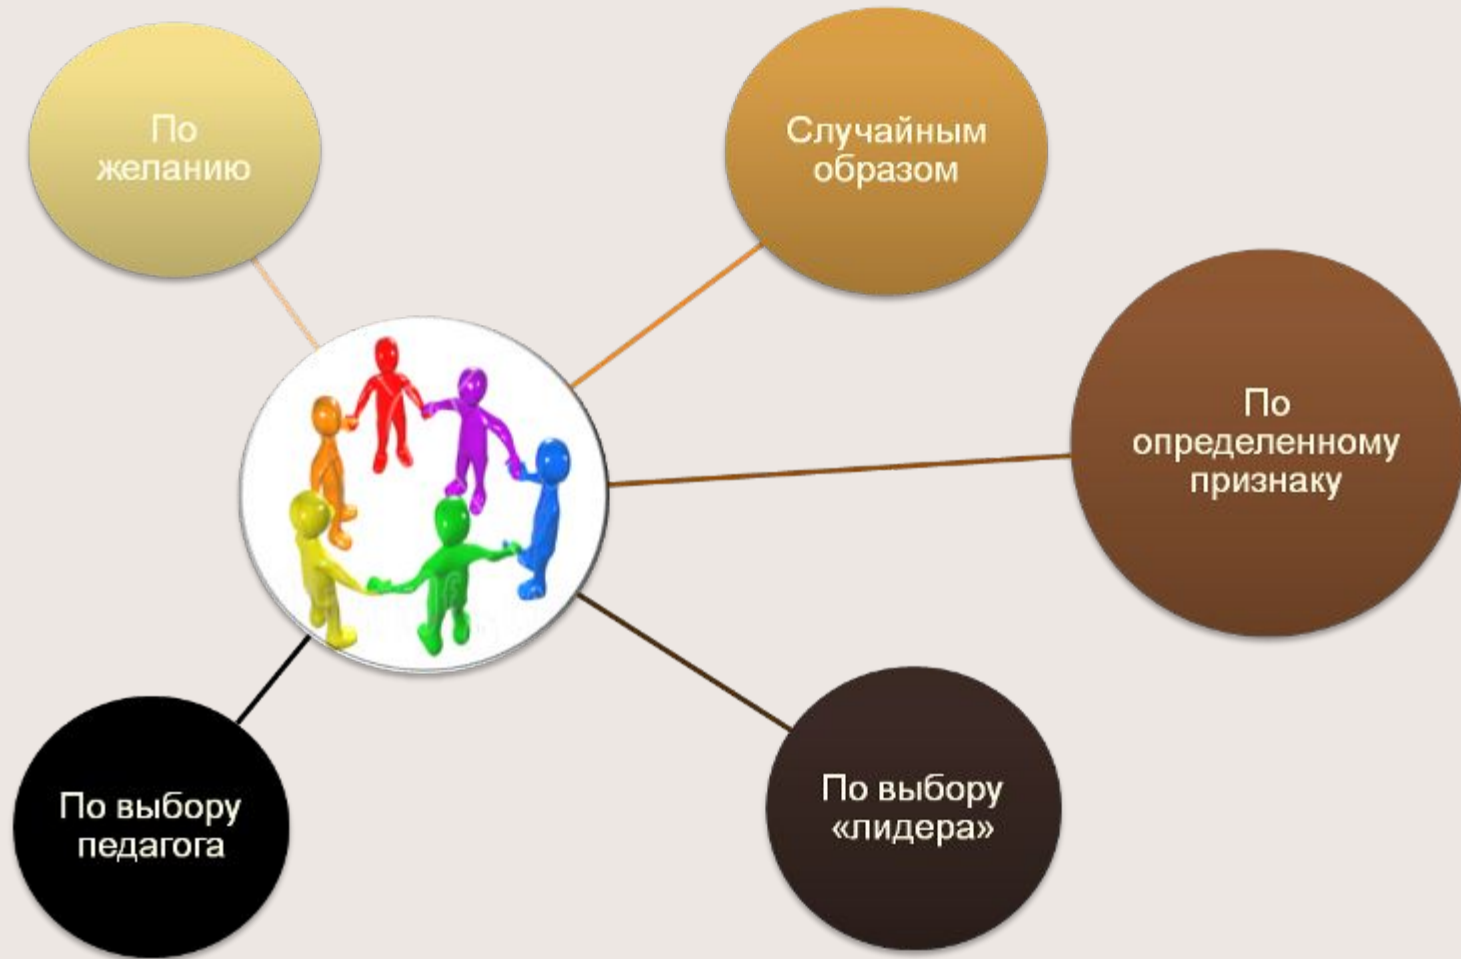 По
желанию
Случайным
образом
По
определенному
признаку
По выбору
«лидера»
По выбору
педагога